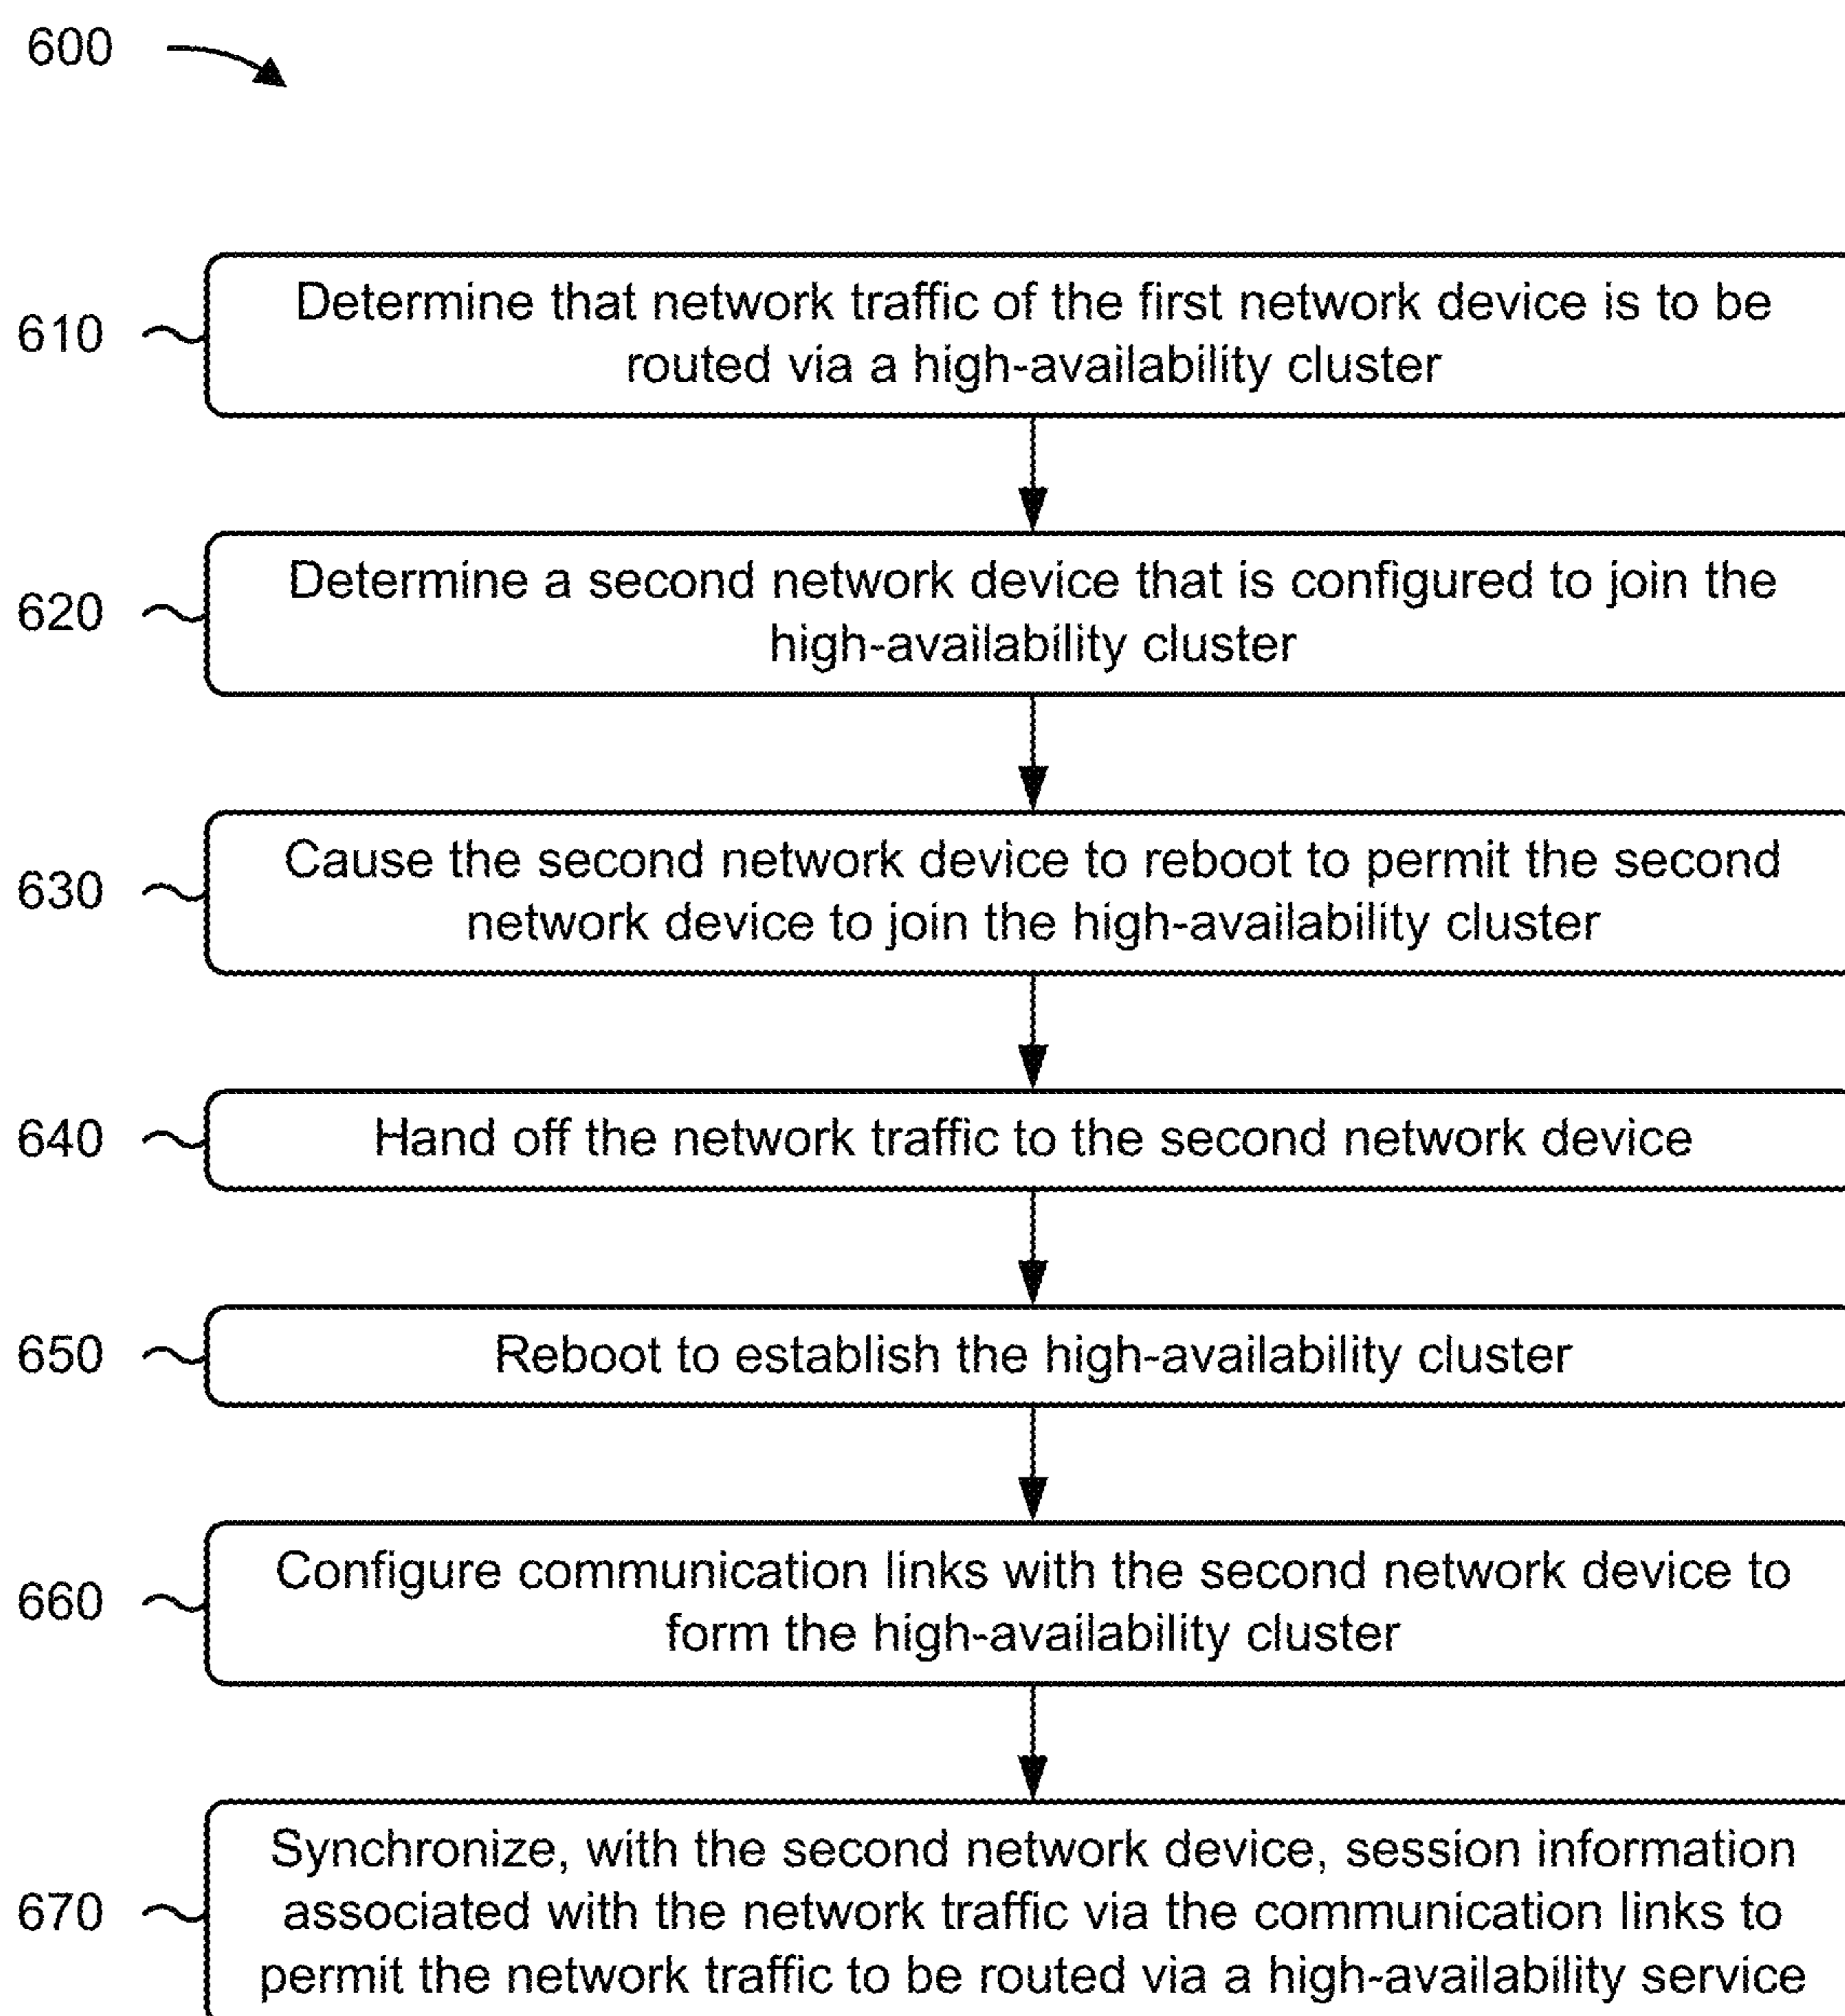 600
610
Determine that network traffic of the first network device is to be
routed via a high-availability cluster
620
Determine a second network device that is configured to join the
high-availability cluster
630
Cause the second network device to reboot to permit the second
network device to join the high-availability cluster
640
Hand off the network traffic to the second network device
650
Reboot to establish the high-availability cluster
660
Configure communication links with the second network device to
form the high-availability cluster
670
Synchronize, with the second network device, session information
associated with the network traffic via the communication links to
permit the network traffic to be routed via a high-availability service